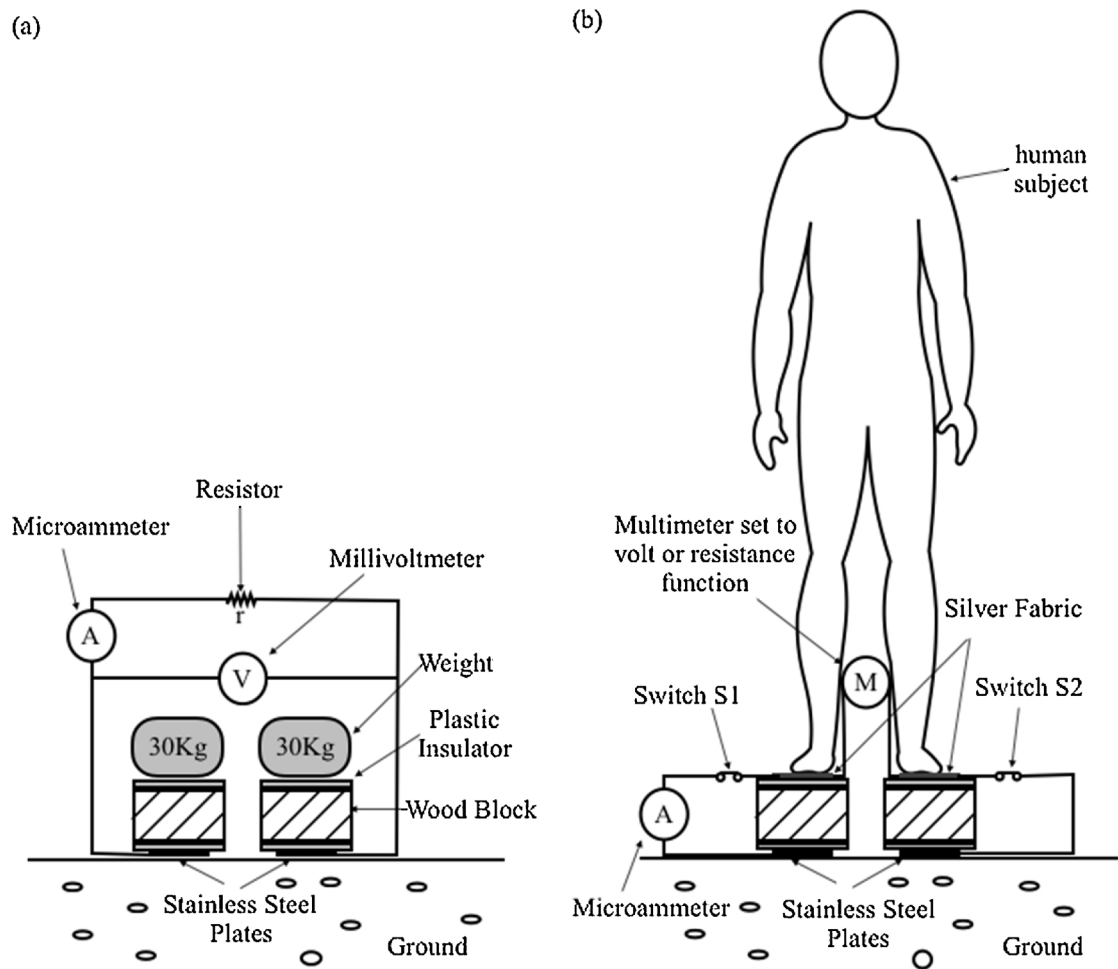 (a)
Resistor
Microammeter
Millivoltmeter
r
A
V
Weight
30Kg
30Kg
Plastic
Insulator
Wood Block
Stainless Steel
Plates
Ground
(b)
human
subject
Multimeter set to
volt or resistance
function
Silver Fabric
M
Switch S1
Switch S2
A
Microammeter
Stainless Steel
Plates
Ground